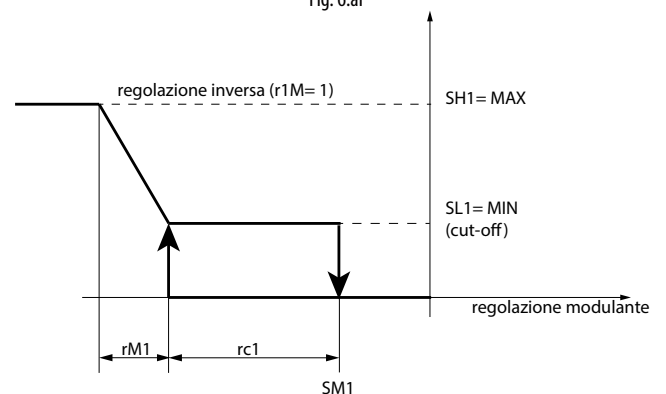 Fig. 6.af
regolazione inversa (r1M= 1)
SH1= MAX
SL1= MIN
(cut-off)
regolazione modulante
rM1
rc1
SM1